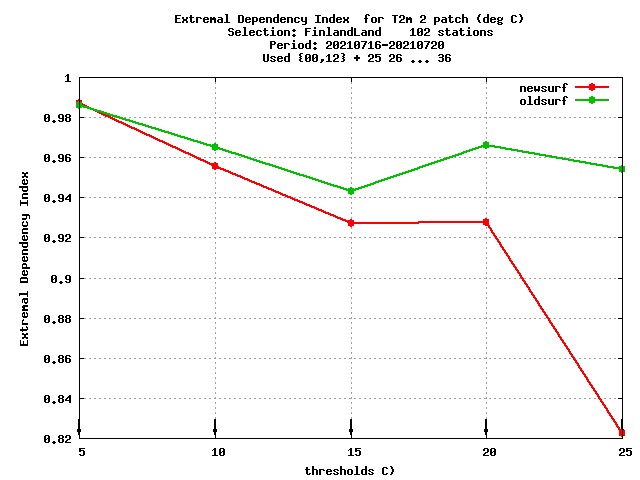 Extremal Dependency Index  for T2m 2 patch (deg C)
Selection: FinlandLand    102 stations
Period: 20210716-20210720
Used {00,12} + 25 26 ... 36
newsurf
oldsurf
1
0.98
0.96
0.94
0.92
0.9
0.88
0.86
0.84
0.82
Extremal Dependency Index
5 10 15 20 25
thresholds C)